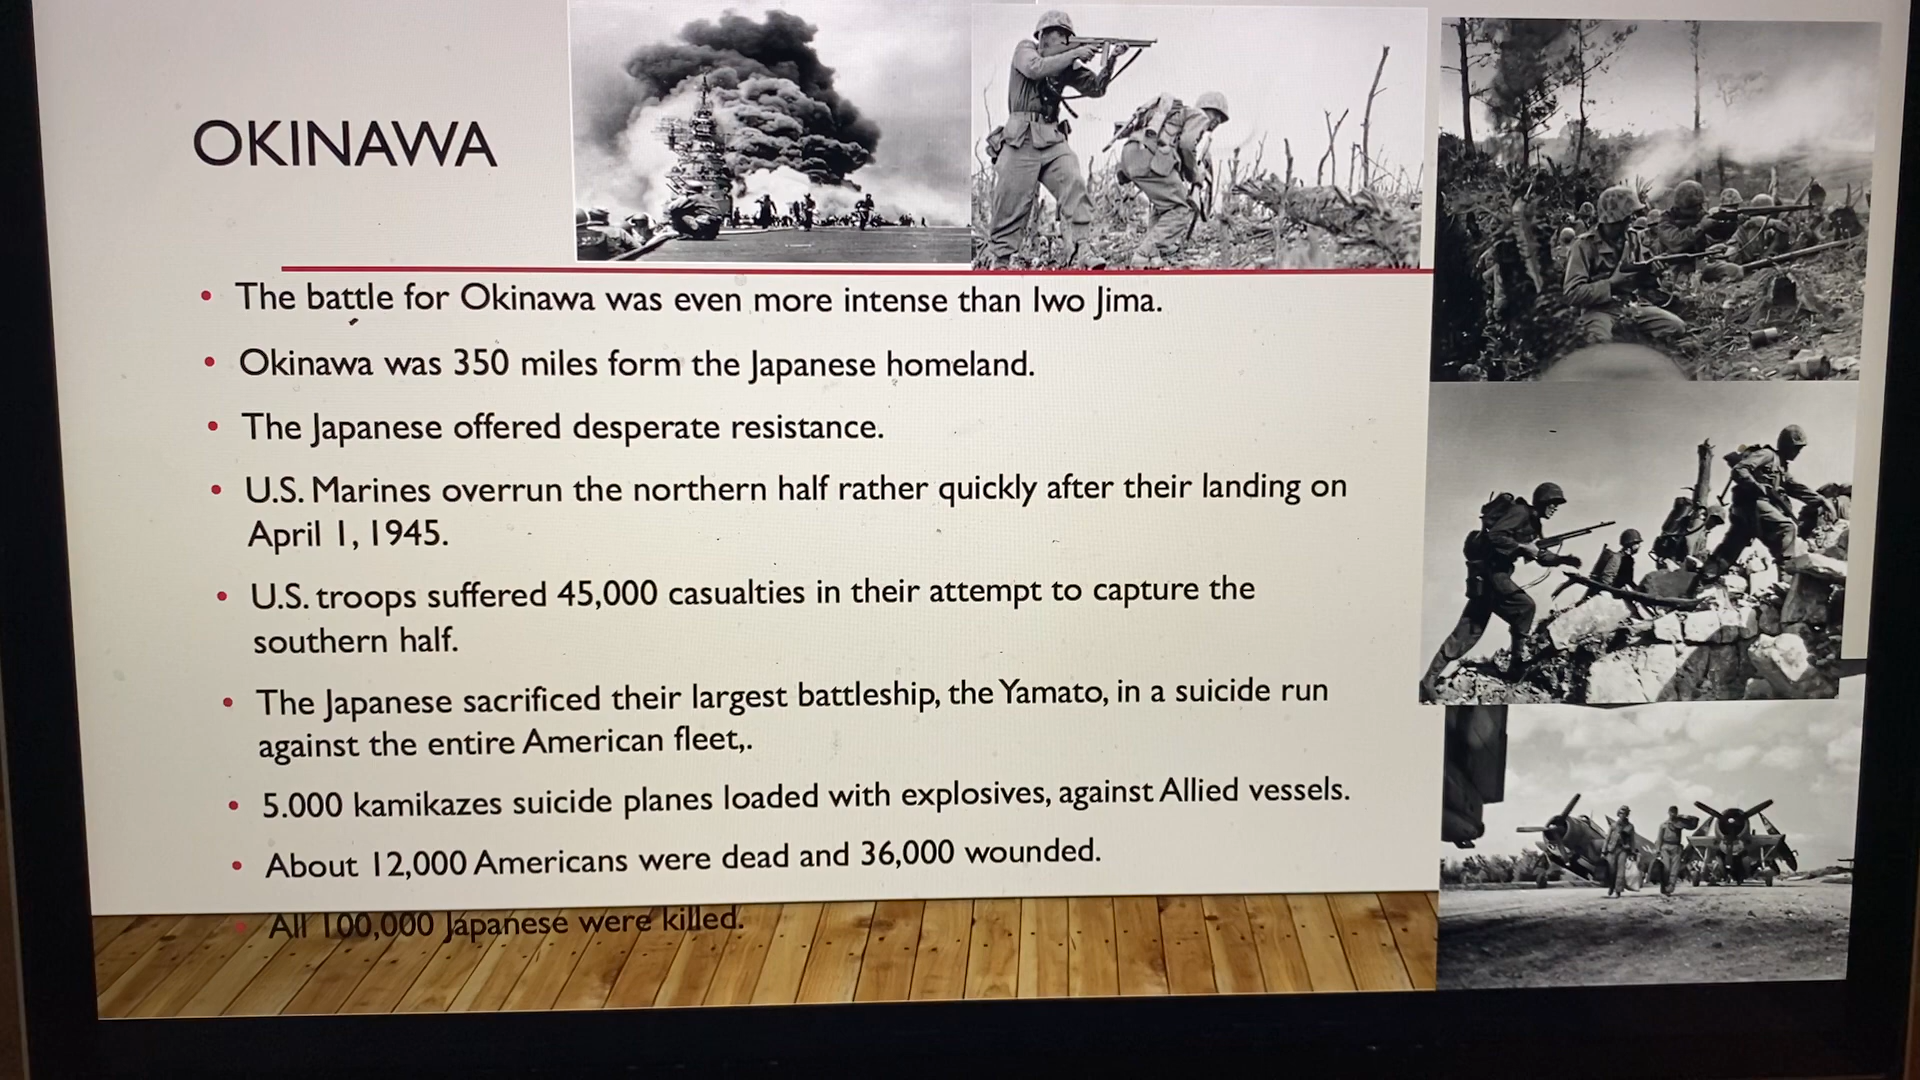 OKINAWA
• The battle for Okinawa was even more intense than Iwo Jima.
• Okinawa was 350 miles form the Japanese homeland.
• The Japanese offered desperate resistance.
• U.S. Marines overrun the northern half rather quickly after their landing on
April 1, 1945.
• U.S. troops suffered 45,000 casualties in their attempt to capture the
southern half.
• The Japanese sacrificed their largest battleship, the Yamato, in a suicide run
against the entire American fleet,.
• 5.000 kamikazes suicide planes loaded with explosives, against Allied vessels.
• About 12,000 Americans were dead and 36,000 wounded.
• All 100,000 Japanese were killed.